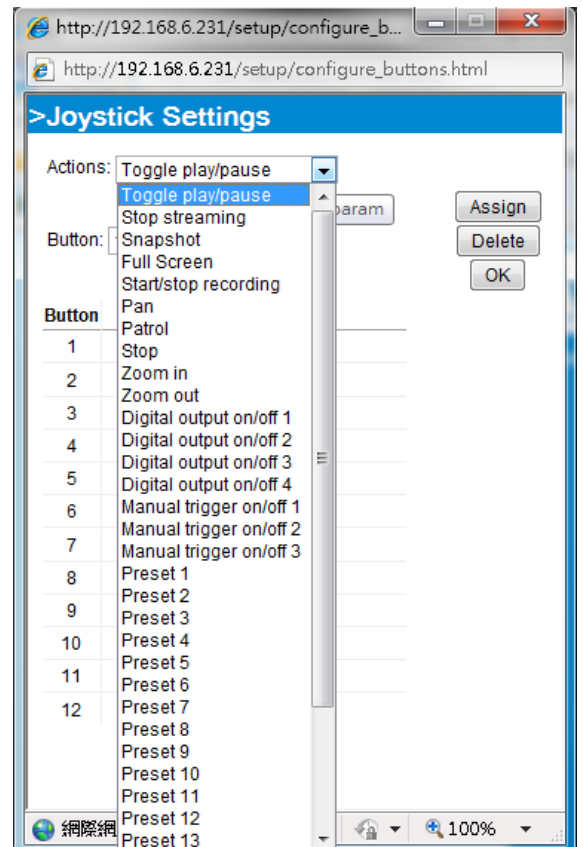 http://192.168.6.231/setup/configure_b...
http://192.168.6.231/setup/configure_buttons.html
>Joystick Settings
Actions: Toggle play/pause
Toggle play/pause
param
Assign
Stop streaming
Button:
Snapshot
Delete
Full Screen
OK
Start/stop recording
Button
Pan
Patrol
1
Stop
2
Zoom in
Zoom out
3
Digital output on/off 1
4
Digital output on/off 2
Digital output on/off 3
5
Digital output on/off 4
6
Manual trigger on/off 1
Manual trigger on/off 2
7
Manual trigger on/off 3
8
Preset 1
Preset 2
9
Preset 3
10
Preset 4
Preset 5
11
Preset 6
12
Preset 7
Preset 8
Preset 9
Preset 10
Preset 11
Preset 12
網際網
100%
Preset 13